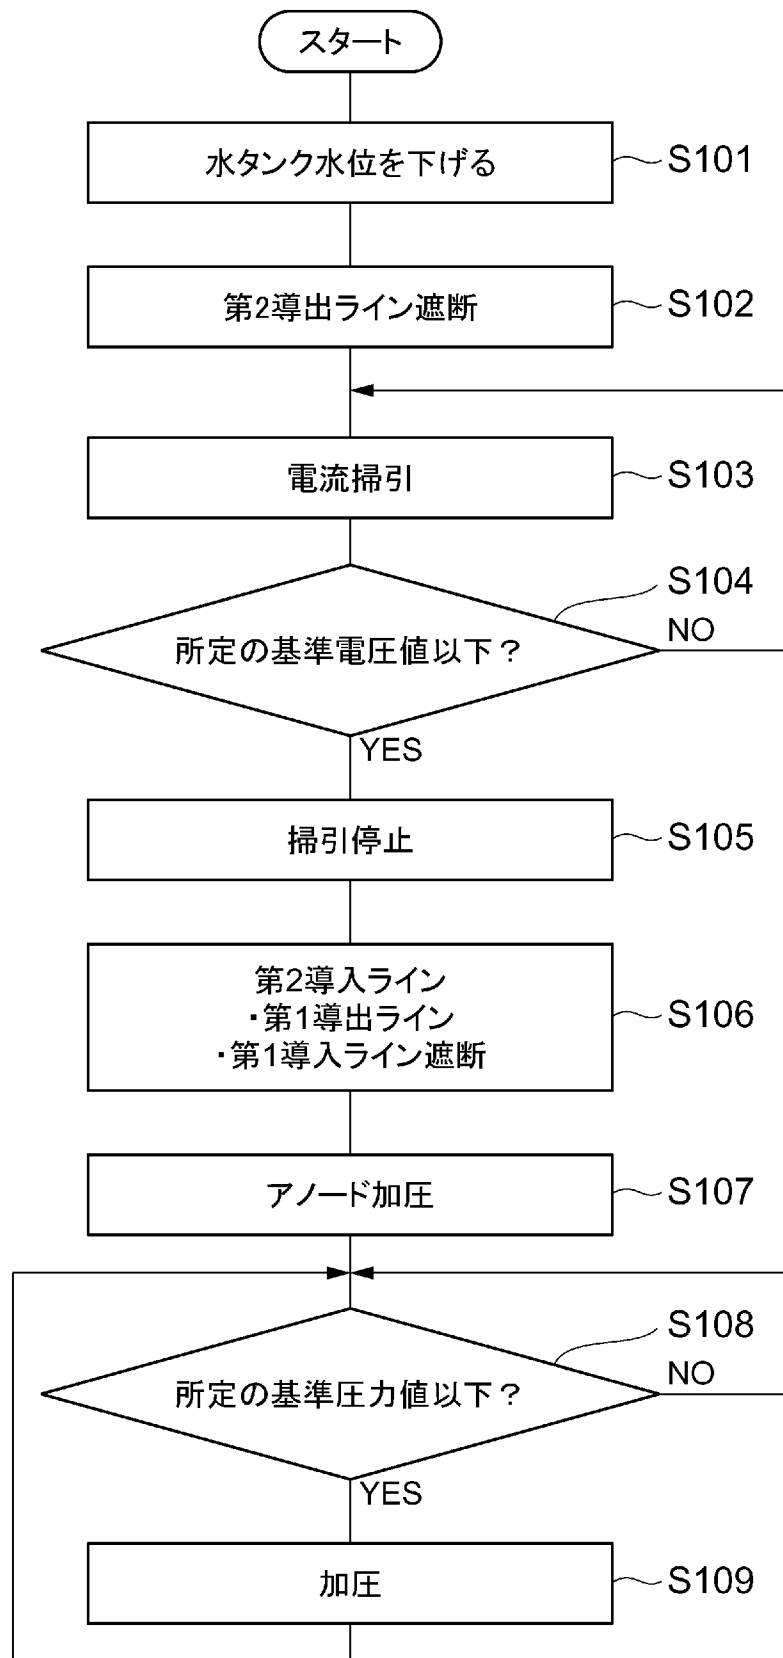 スタート
水タンク水位を下げる
S101
第2導出ライン遮断
S102
電流掃引
S103
S104
所定の基準電圧値以下？
NO
YES
掃引停止
S105
第2導入ライン
・第1導出ライン
・第1導入ライン遮断
S106
アノード加圧
S107
S108
所定の基準圧力値以下？
NO
YES
加圧
S109